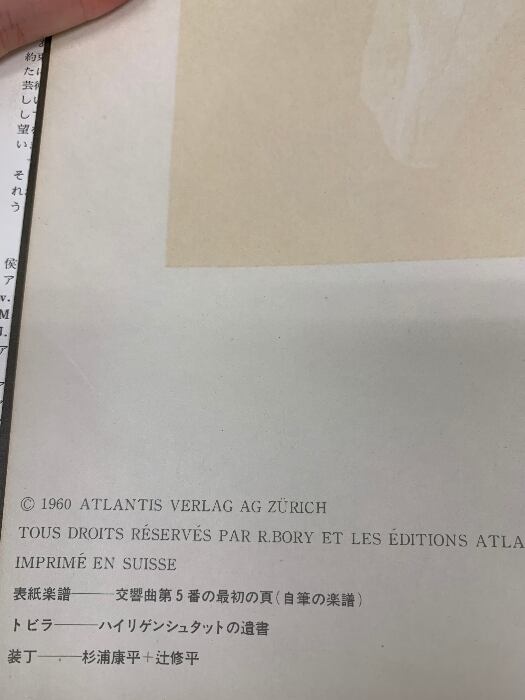 © 1960 ATLANTIS VERLAG AG ZÜRICH
TOUS DROITS RÉSERVÉS PAR R.BORY ET LES ÉDITIONS ATLA
IMPRIMÉ EN SUISSE
表紙楽譜───交響曲第5番の最初の頁(自筆の楽譜)
トビラ───ハイリゲンシュタットの遺書
装丁───杉浦康平+辻修平